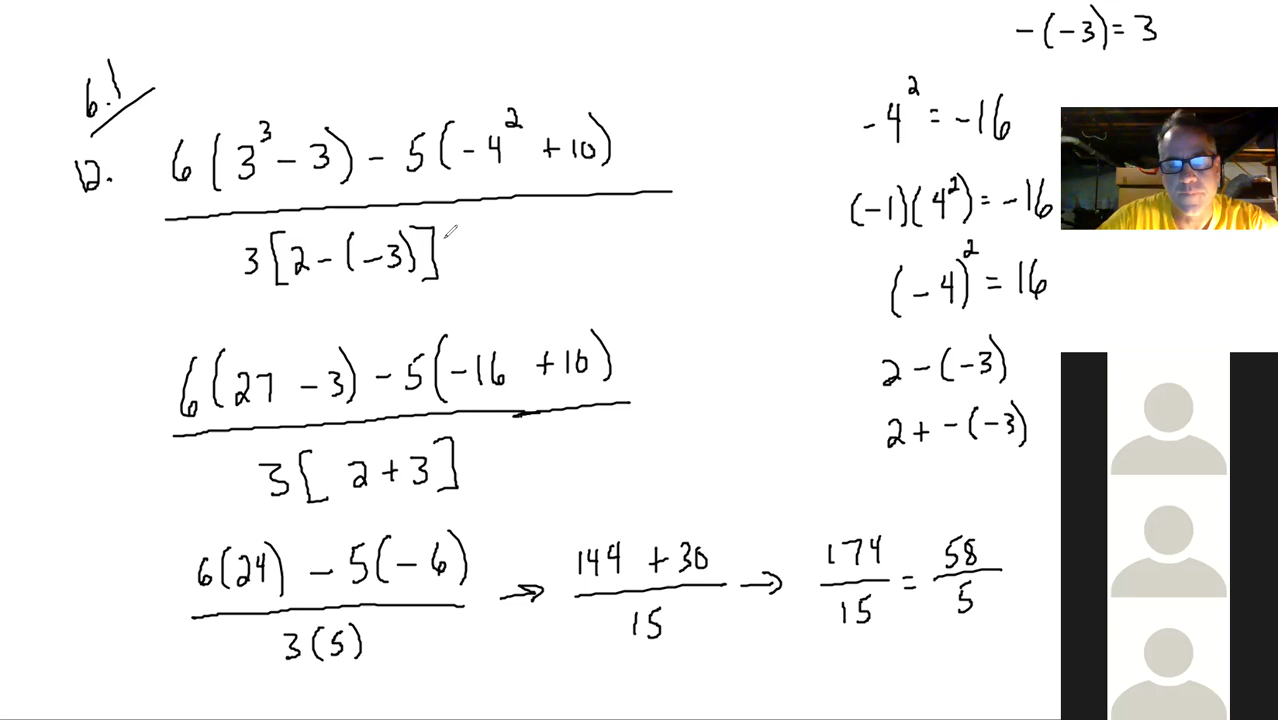 6.1
12.
6(3³ - 3) - 5(-4² + 10)
3[2 - (-3)]
6(27 - 3) - 5(-16 + 10)
3[2 + 3]
6(24) - 5(-6) → 144 + 30 → 174 = 58
3(5) 15 15 5
-(-3) = 3
-4² = -16
(-1)(4²) = -16
(-4)² = 16
2 - (-3)
2 + -(-3)